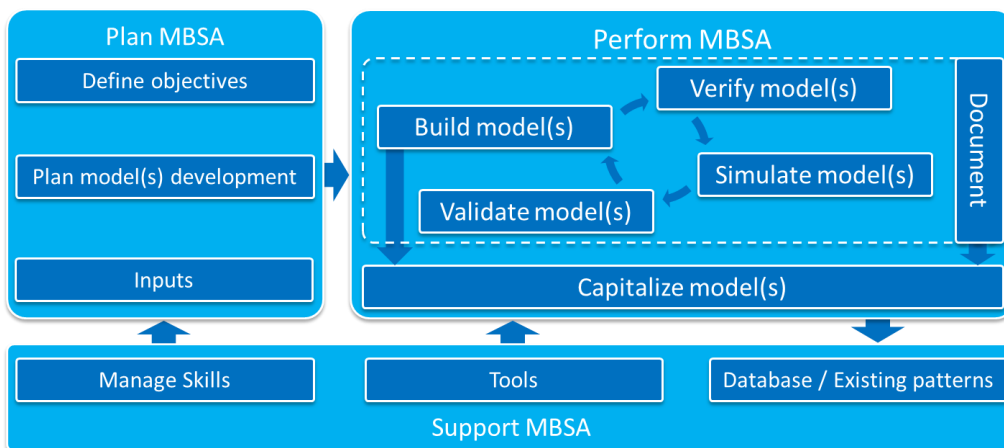 Plan MBSA
Define objectives
Plan model(s) development
Inputs
Perform MBSA
Verify model(s)
Build model(s)
Simulate model(s)
Validate model(s)
Document
Capitalize model(s)
Manage Skills
Tools
Database / Existing patterns
Support MBSA